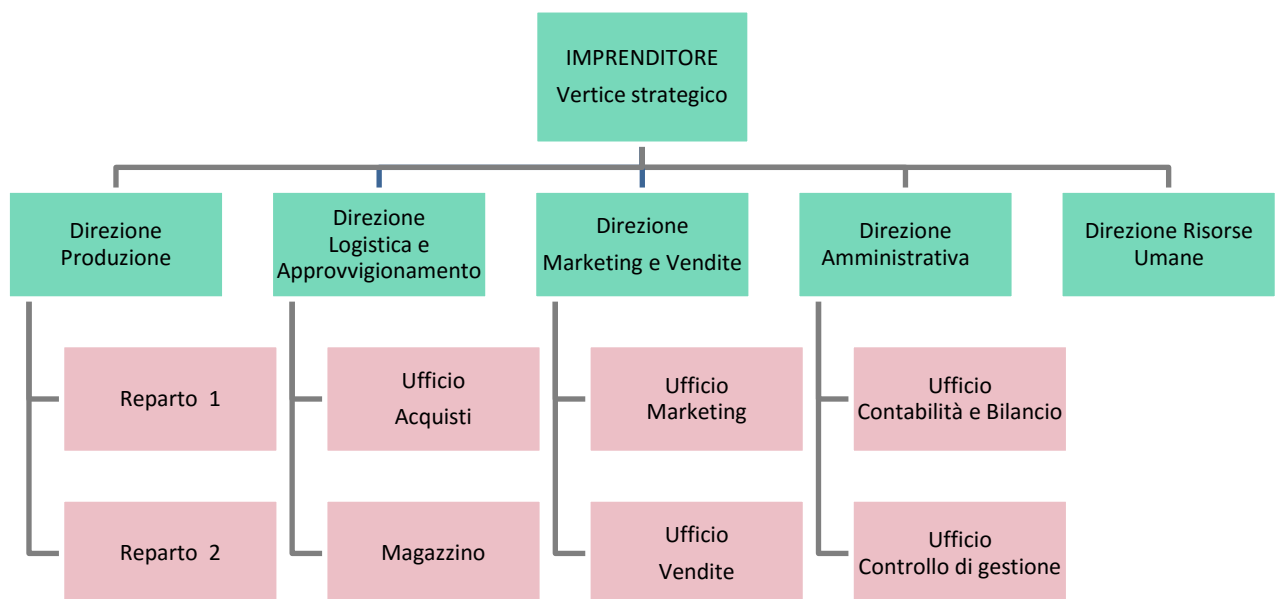 IMPRENDITORE
Vertice strategico
Direzione
Produzione
Direzione
Logistica e
Approvvigionamento
Direzione
Marketing e Vendite
Direzione
Amministrativa
Direzione Risorse
Umane
Reparto 1
Ufficio
Acquisti
Ufficio
Marketing
Ufficio
Contabilità e Bilancio
Reparto 2
Magazzino
Ufficio
Vendite
Ufficio
Controllo di gestione